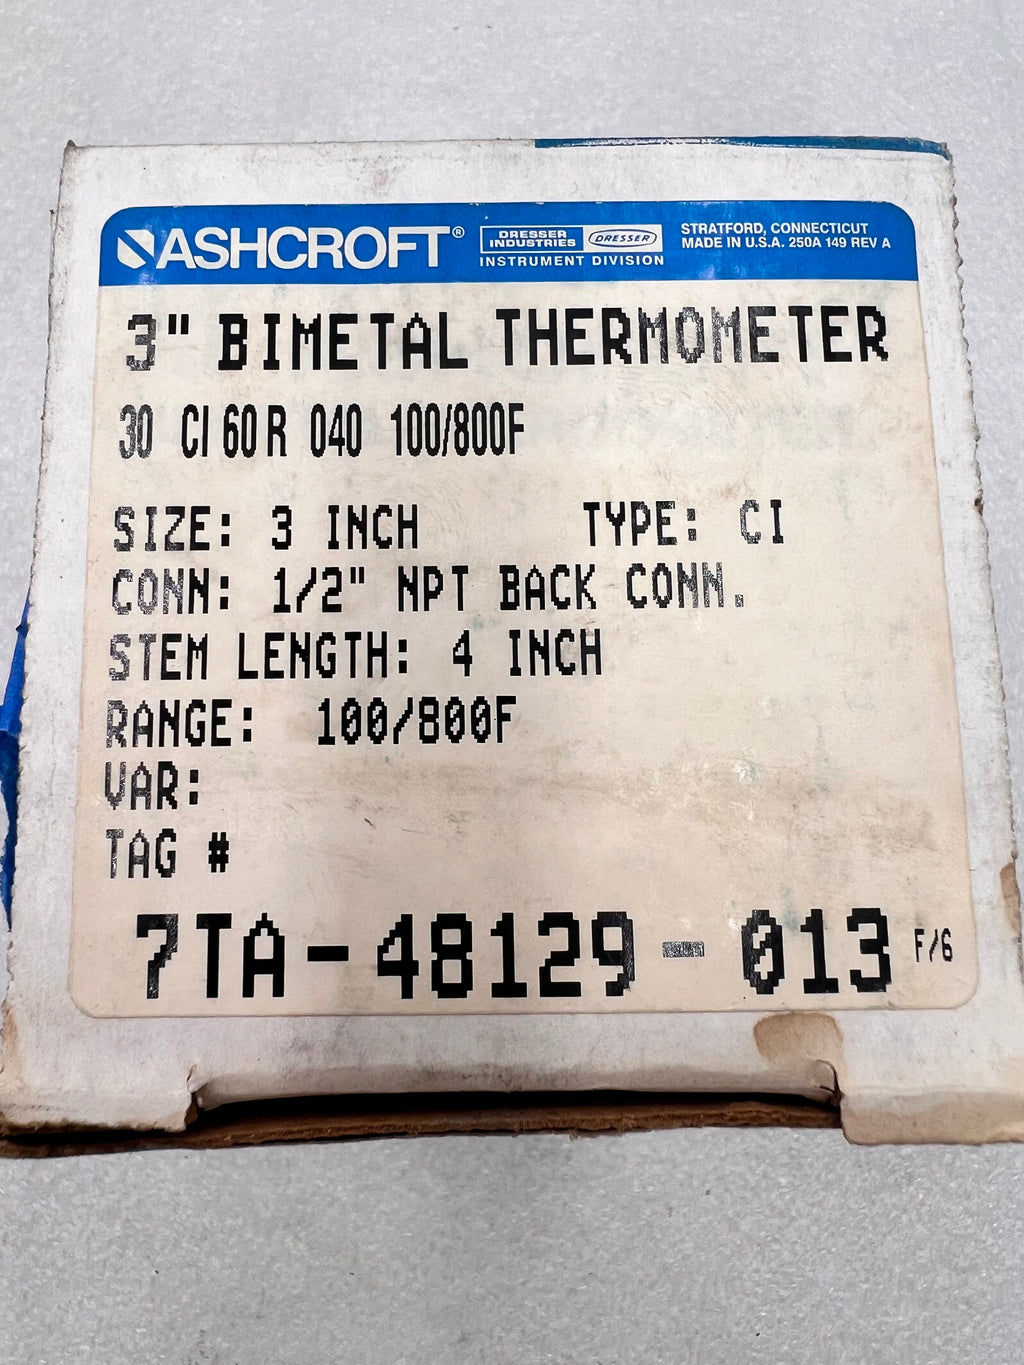 ASHCROFT®
DRESSER INDUSTRIES DRESSER
INSTRUMENT DIVISION
STRATFORD, CONNECTICUT
MADE IN U.S.A. 250A 149 REV A
3" BIMETAL THERMOMETER
30 CI 60 R 040 100/800F
SIZE: 3 INCH TYPE: CI
CONN: 1/2" NPT BACK CONN.
STEM LENGTH: 4 INCH
RANGE: 100/800F
VAR:
TAG #
7TA-48129-013 F/6